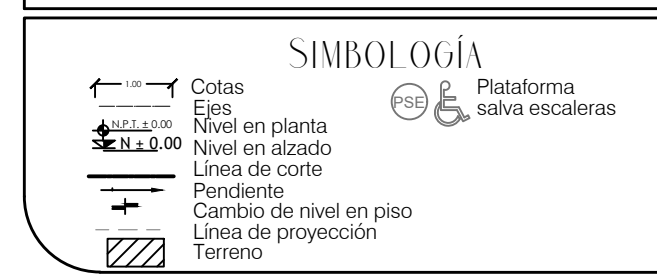 SIMBOLOGÍA
1.00 Cotas
Ejes
N.P.T. ± 0.00 Nivel en planta
N ± 0.00 Nivel en alzado
Línea de corte
Pendiente
Cambio de nivel en piso
Línea de proyección
Terreno
PSE Plataforma
salva escaleras